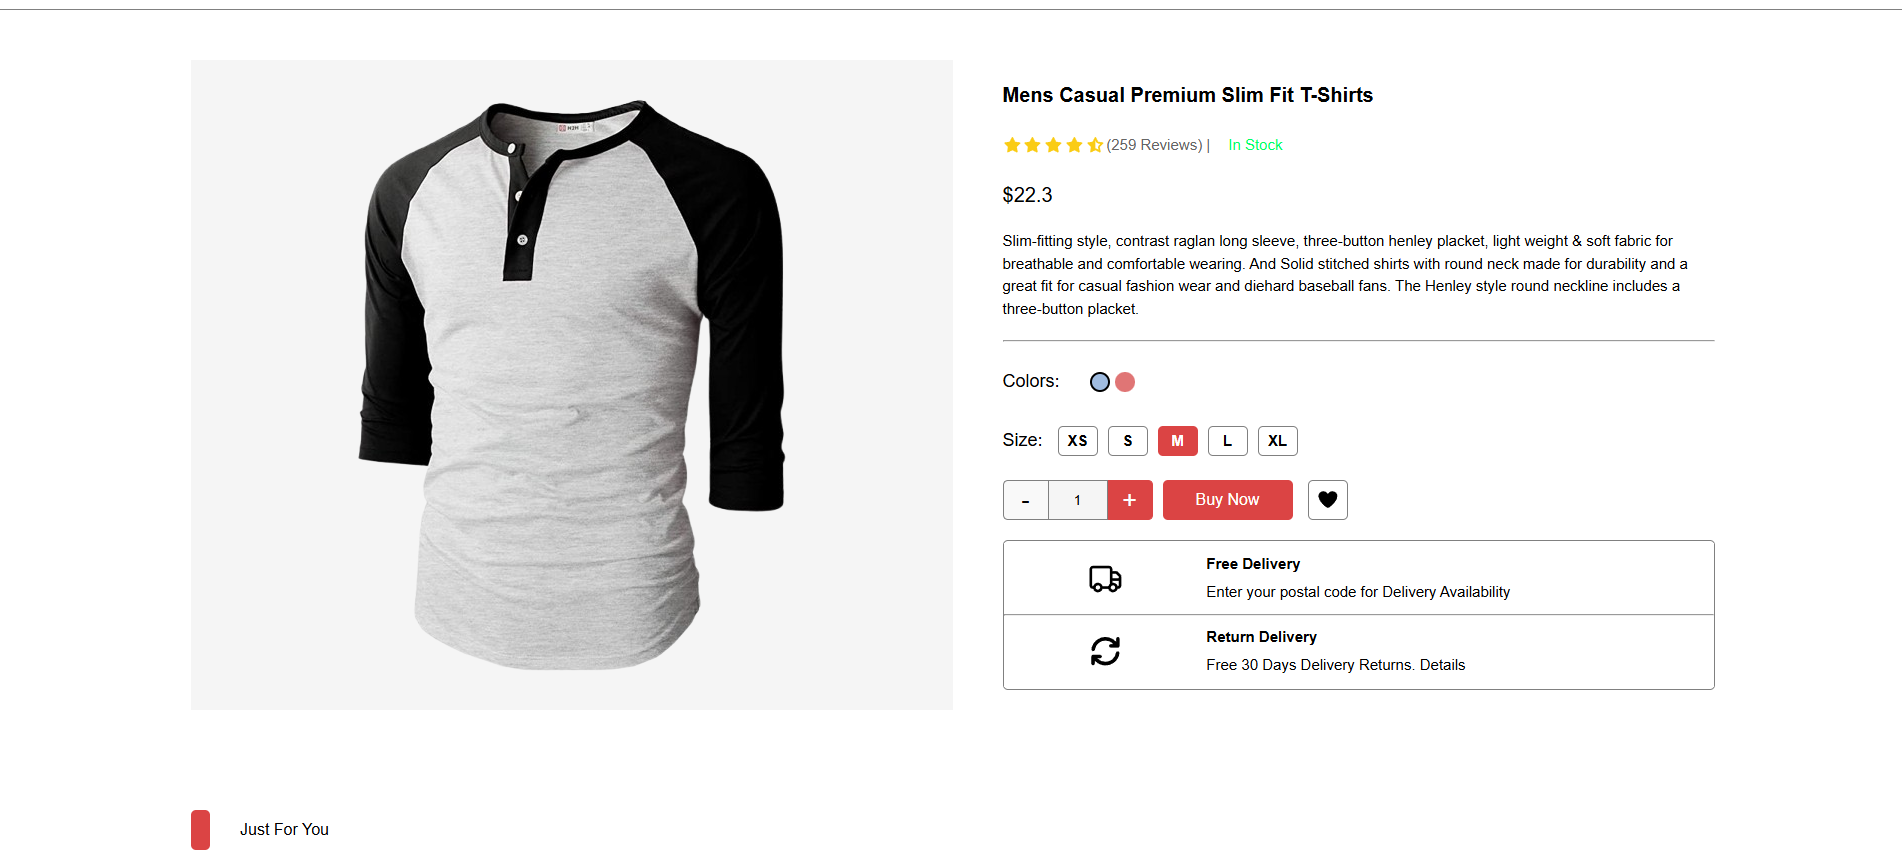 Mens Casual Premium Slim Fit T-Shirts
(259 Reviews) | In Stock
$22.3
Slim-fitting style, contrast raglan long sleeve, three-button henley placket, light weight & soft fabric for
breathable and comfortable wearing. And Solid stitched shirts with round neck made for durability and a
great fit for casual fashion wear and diehard baseball fans. The Henley style round neckline includes a
three-button placket.
Colors:
Size: XS S M L XL
- 1 + Buy Now
Free Delivery
Enter your postal code for Delivery Availability
Return Delivery
Free 30 Days Delivery Returns. Details
Just For You